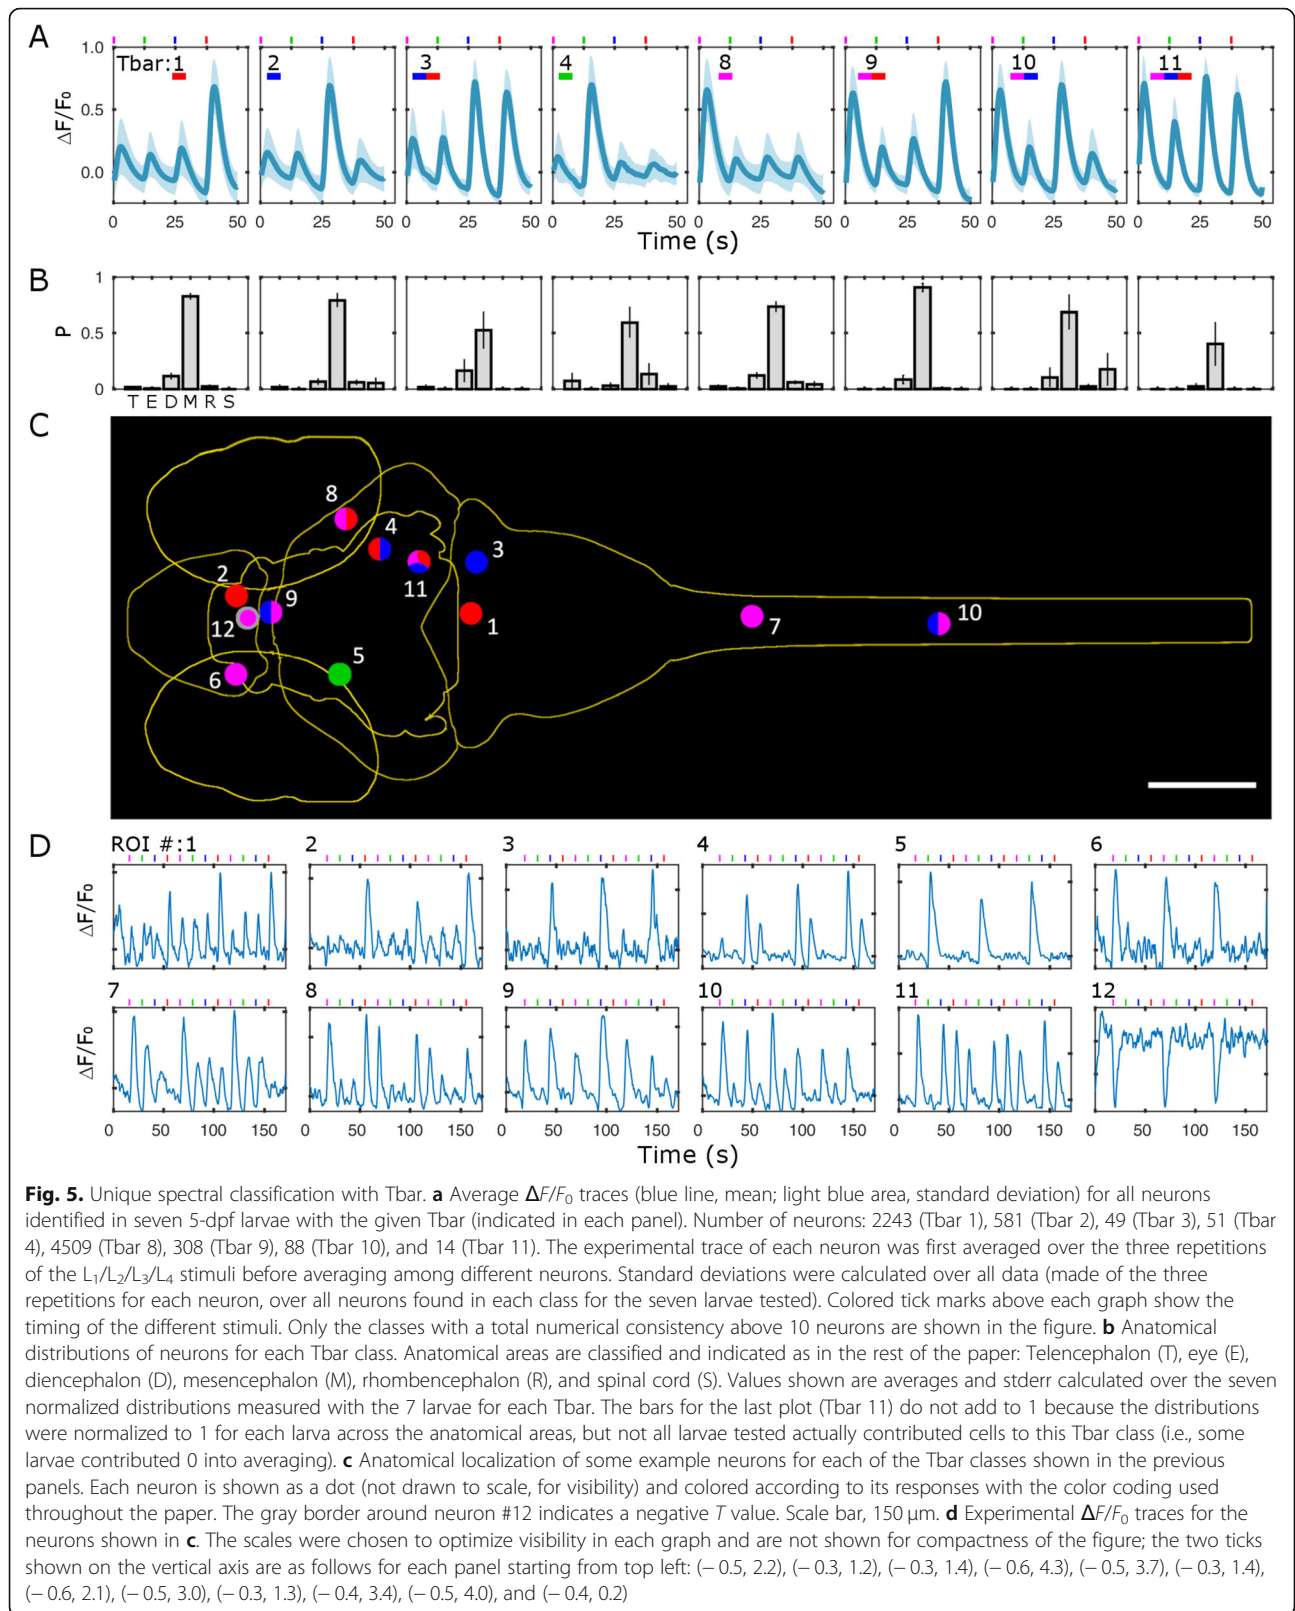 A
1.0
0.5
0.0
ΔF/F₀
Tbar:1
2
3
4
8
9
10
11
0 25 50 0 25 50 0 25 50 0 25 50 0 25 50 0 25 50 0 25 50 0 25 50
Time (s)
B
1
0.5
0
P
T E D M R S
C
8
4
3
2
11
9
12
1
7
10
5
6
D
ROI #:1
2
3
4
5
6
ΔF/F₀
7
8
9
10
11
12
ΔF/F₀
0 50 100 150 0 50 100 150 0 50 100 150 0 50 100 150 0 50 100 150 0 50 100 150
Time (s)
Fig. 5. Unique spectral classification with Tbar. a Average ΔF/F₀ traces (blue line, mean; light blue area, standard deviation) for all neurons
identified in seven 5-dpf larvae with the given Tbar (indicated in each panel). Number of neurons: 2243 (Tbar 1), 581 (Tbar 2), 49 (Tbar 3), 51 (Tbar
4), 4509 (Tbar 8), 308 (Tbar 9), 88 (Tbar 10), and 14 (Tbar 11). The experimental trace of each neuron was first averaged over the three repetitions
of the L₁/L₂/L₃/L₄ stimuli before averaging among different neurons. Standard deviations were calculated over all data (made of the three
repetitions for each neuron, over all neurons found in each class for the seven larvae tested). Colored tick marks above each graph show the
timing of the different stimuli. Only the classes with a total numerical consistency above 10 neurons are shown in the figure. b Anatomical
distributions of neurons for each Tbar class. Anatomical areas are classified and indicated as in the rest of the paper: Telencephalon (T), eye (E),
diencephalon (D), mesencephalon (M), rhombencephalon (R), and spinal cord (S). Values shown are averages and stderr calculated over the seven
normalized distributions measured with the 7 larvae for each Tbar. The bars for the last plot (Tbar 11) do not add to 1 because the distributions
were normalized to 1 for each larva across the anatomical areas, but not all larvae tested actually contributed cells to this Tbar class (i.e., some
larvae contributed 0 into averaging). c Anatomical localization of some example neurons for each of the Tbar classes shown in the previous
panels. Each neuron is shown as a dot (not drawn to scale, for visibility) and colored according to its responses with the color coding used
throughout the paper. The gray border around neuron #12 indicates a negative T value. Scale bar, 150 μm. d Experimental ΔF/F₀ traces for the
neurons shown in c. The scales were chosen to optimize visibility in each graph and are not shown for compactness of the figure; the two ticks
shown on the vertical axis are as follows for each panel starting from top left: (− 0.5, 2.2), (− 0.3, 1.2), (− 0.3, 1.4), (− 0.6, 4.3), (− 0.5, 3.7), (− 0.3, 1.4),
(− 0.6, 2.1), (− 0.5, 3.0), (− 0.3, 1.3), (− 0.4, 3.4), (− 0.5, 4.0), and (− 0.4, 0.2)